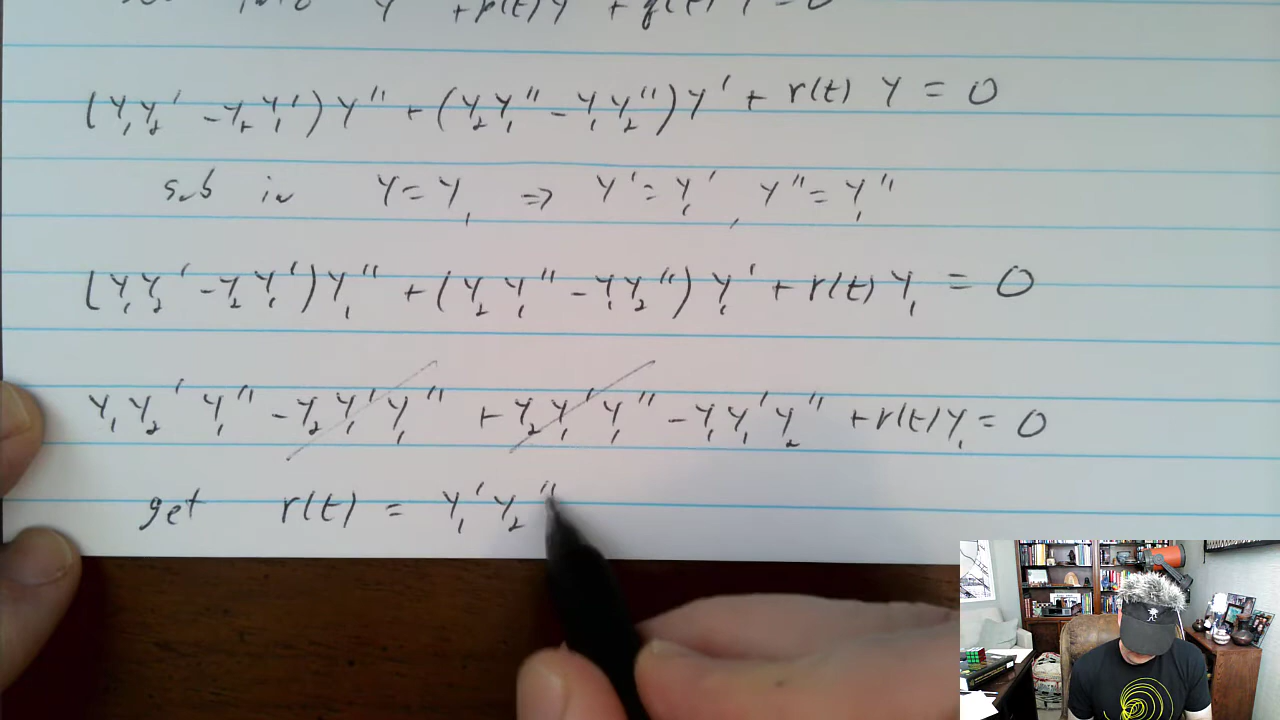 y" + p(t)y' + q(t)y = 0
(y₁y₂' - y₂y₁')y" + (y₂y₁" - y₁y₂")y' + r(t) y = 0
sub in y = y₁ ⇒ y' = y₁', y" = y₁"
(y₁y₂' - y₂y₁')y₁" + (y₂y₁" - y₁y₂")y₁' + r(t)y₁ = 0
y₁y₂'y₁" - y₂y₁'y₁" + y₂y₁'y₁" - y₁y₁'y₂" + r(t)y₁ = 0
get r(t) = y₁'y₂"